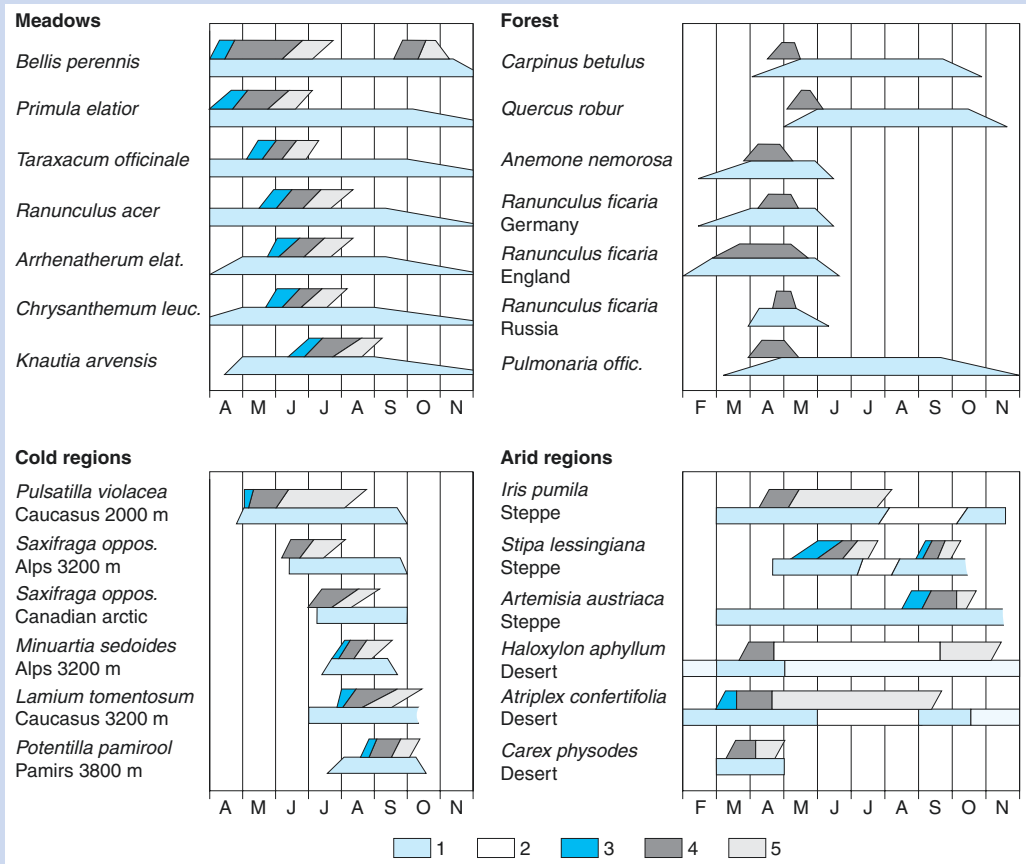 Meadows
Bellis perennis
Primula elatior
Taraxacum officinale
Ranunculus acer
Arrhenatherum elat.
Chrysanthemum leuc.
Knautia arvensis
A M J J A S O N
Forest
Carpinus betulus
Quercus robur
Anemone nemorosa
Ranunculus ficaria
Germany
Ranunculus ficaria
England
Ranunculus ficaria
Russia
Pulmonaria offic.
F M A M J J A S O N
Cold regions
Pulsatilla violacea
Caucasus 2000 m
Saxifraga oppos.
Alps 3200 m
Saxifraga oppos.
Canadian arctic
Minuartia sedoides
Alps 3200 m
Lamium tomentosum
Caucasus 3200 m
Potentilla pamirool
Pamirs 3800 m
A M J J A S O N
Arid regions
Iris pumila
Steppe
Stipa lessingiana
Steppe
Artemisia austriaca
Steppe
Haloxylon aphyllum
Desert
Atriplex confertifolia
Desert
Carex physodes
Desert
F M A M J J A S O N
1 2 3 4 5